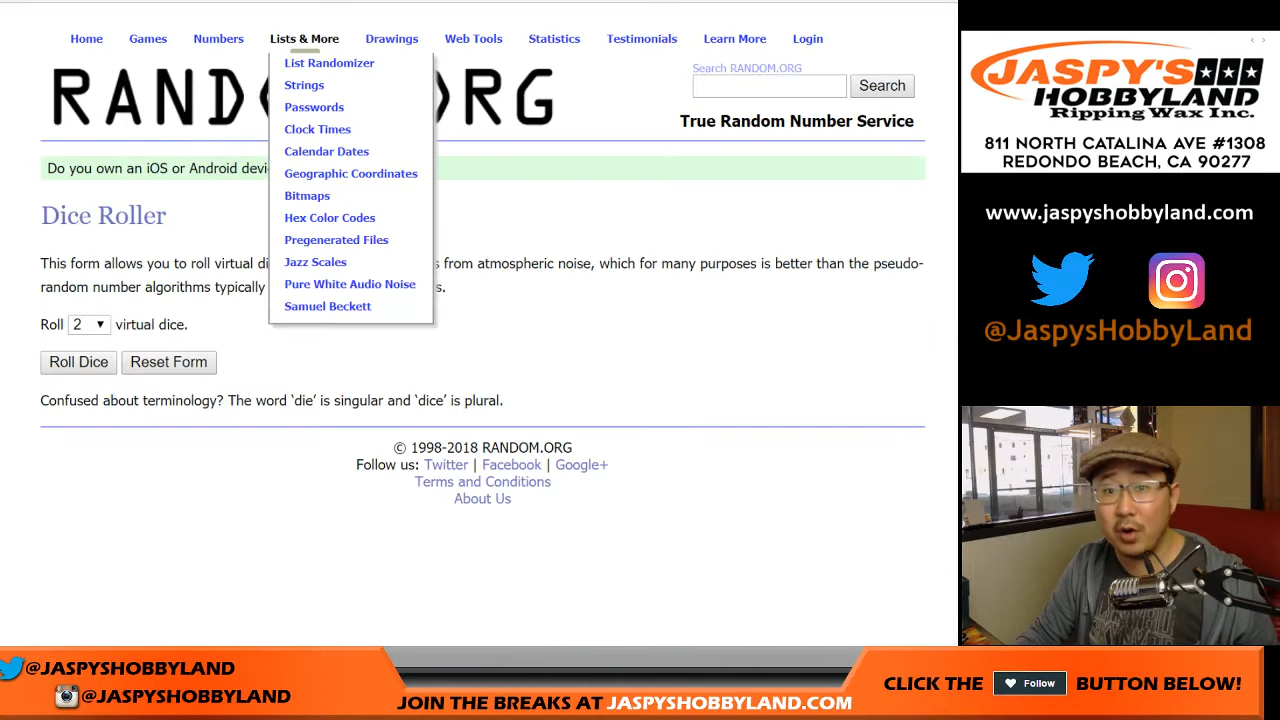 Home Games Numbers Lists & More Drawings Web Tools Statistics Testimonials Learn More Login
List Randomizer
Strings
Passwords
Clock Times
Calendar Dates
Geographic Coordinates
Bitmaps
Hex Color Codes
Pregenerated Files
Jazz Scales
Pure White Audio Noise
Samuel Beckett
RAND RG
Search RANDOM.ORG
Search
True Random Number Service
Do you own an iOS or Android devi
Dice Roller
This form allows you to roll virtual di s from atmospheric noise, which for many purposes is better than the pseudo-
random number algorithms typically s.
Roll 2 virtual dice.
Roll Dice Reset Form
Confused about terminology? The word ‘die’ is singular and ‘dice’ is plural.
© 1998-2018 RANDOM.ORG
Follow us: Twitter | Facebook | Google+
Terms and Conditions
About Us
JASPY'S
HOBBYLAND
Ripping Wax Inc.
811 NORTH CATALINA AVE #1308
REDONDO BEACH, CA 90277
www.jaspyshobbyland.com
@JaspysHobbyLand
@JASPYSHOBBYLAND
@JASPYSHOBBYLAND
JOIN THE BREAKS AT JASPYSHOBBYLAND.COM
CLICK THE Follow BUTTON BELOW!